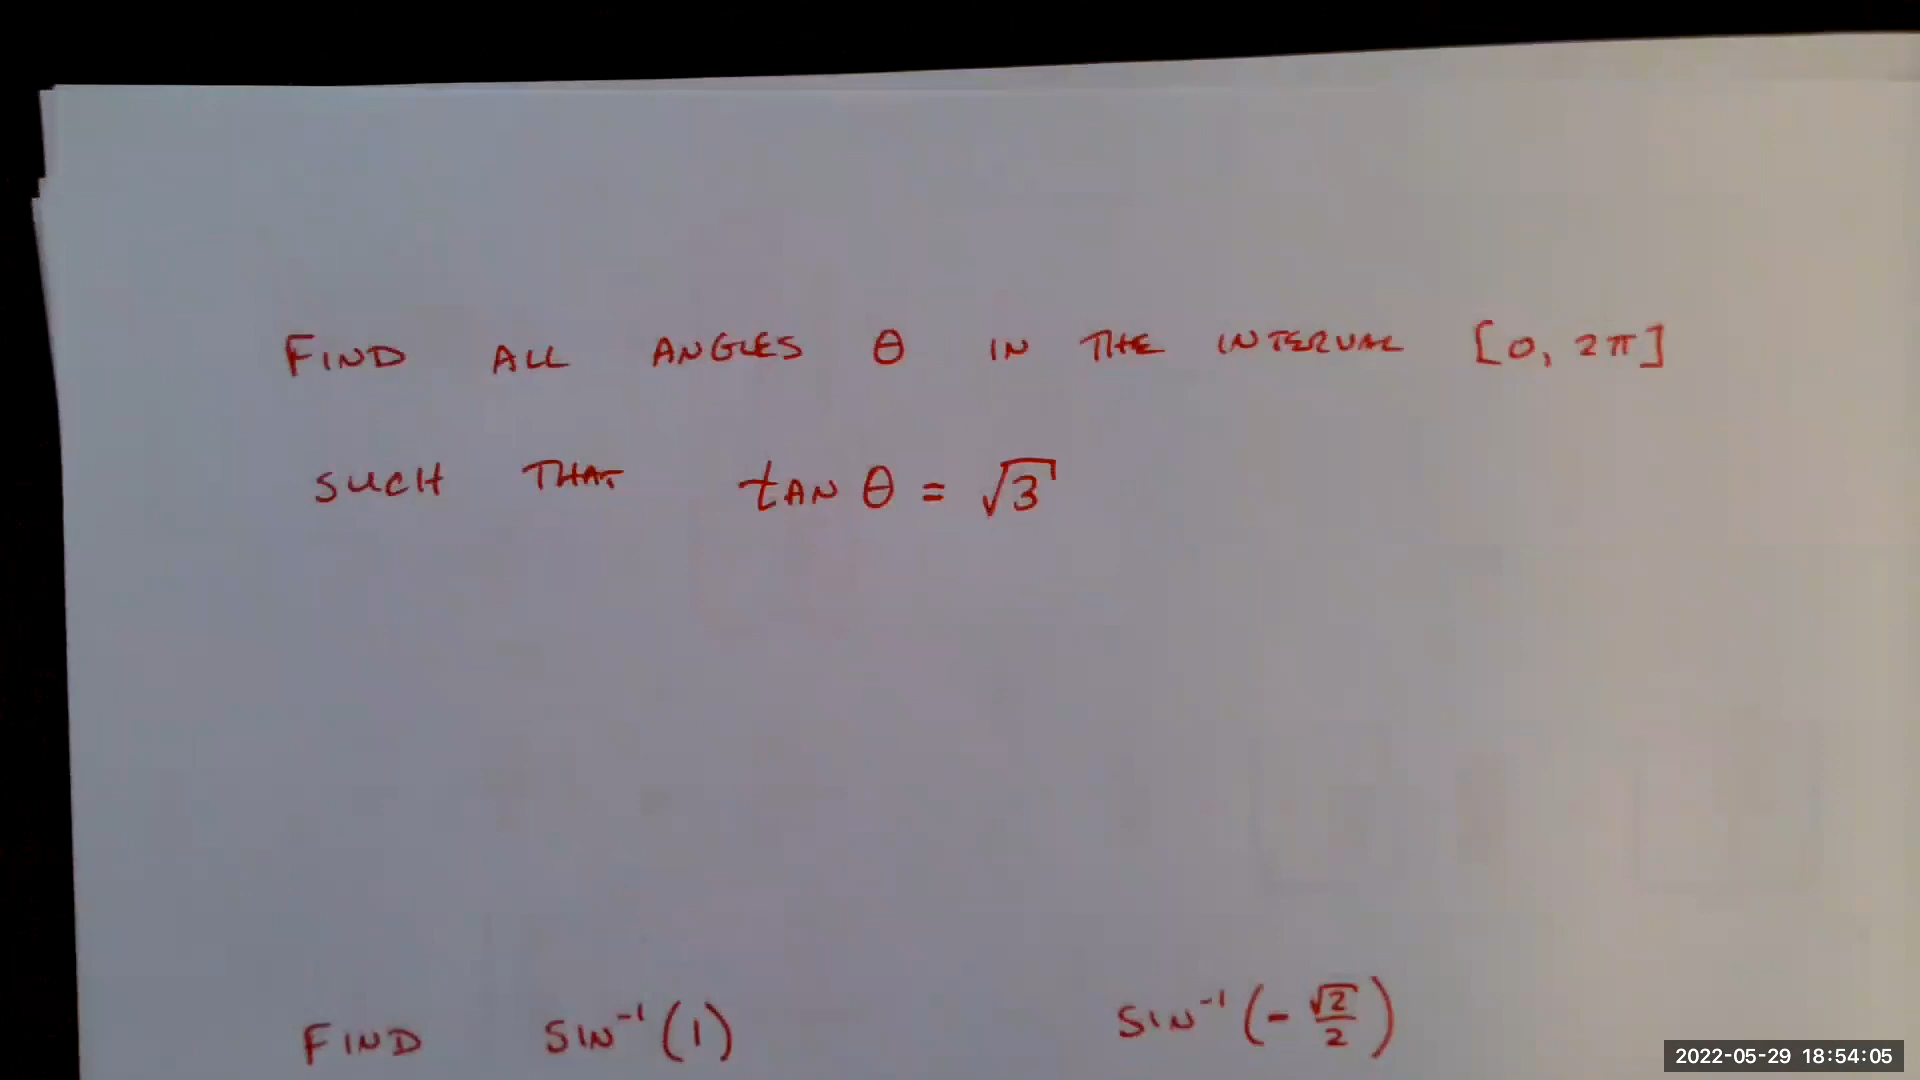 FIND ALL ANGLES θ IN THE INTERVAL [0, 2π]
SUCH THAT tAN θ = √3
FIND SIN⁻¹(1) SIN⁻¹(-√2/2)
2022-05-29 18:54:05